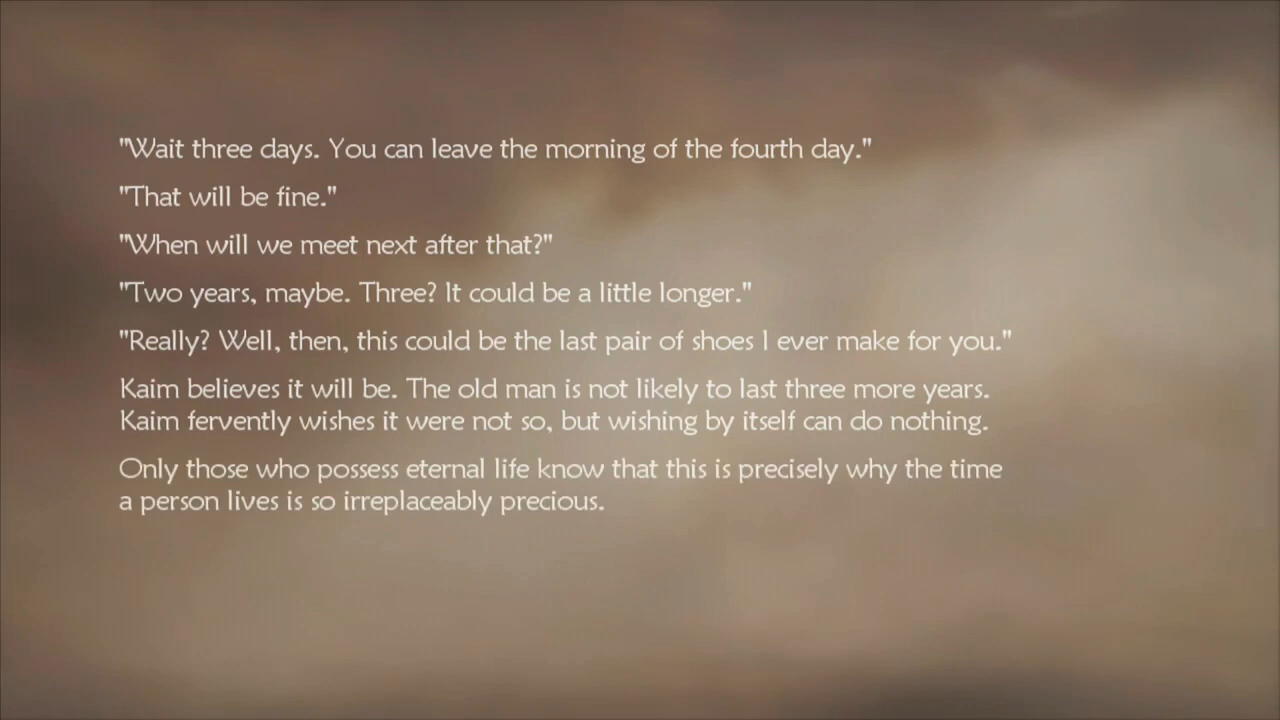 "Wait three days. You can leave the morning of the fourth day."
"That will be fine."
"When will we meet next after that?"
"Two years, maybe. Three? It could be a little longer."
"Really? Well, then, this could be the last pair of shoes I ever make for you."
Kaim believes it will be. The old man is not likely to last three more years.
Kaim fervently wishes it were not so, but wishing by itself can do nothing.
Only those who possess eternal life know that this is precisely why the time
a person lives is so irreplaceably precious.